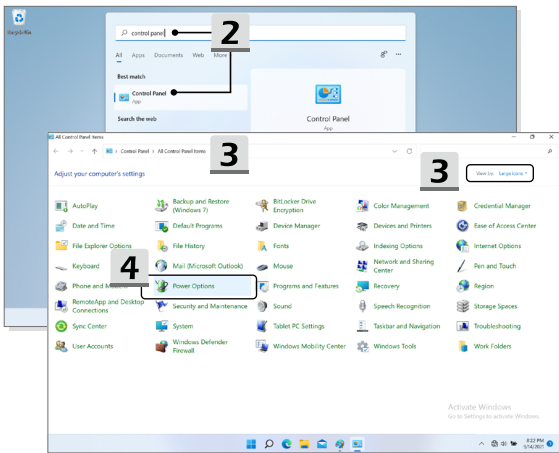 Recycle Bin
control panel
2
All Apps Documents Web More
Best match
Control Panel
App
Search the web
Control Panel
App
All Control Panel Items
3
Control Panel > All Control Panel Items
3
Adjust your computer's settings
View by: Large icons
AutoPlay
Backup and Restore
(Windows 7)
BitLocker Drive
Encryption
Color Management
Credential Manager
Date and Time
Default Programs
Device Manager
Devices and Printers
Ease of Access Center
File Explorer Options
File History
Fonts
Indexing Options
Internet Options
4
Keyboard
Mail (Microsoft Outlook)
Mouse
Network and Sharing
Center
Pen and Touch
Phone and
Power Options
Programs and Features
Recovery
Region
RemoteApp and Desktop
Connections
Security and Maintenance
Sound
Speech Recognition
Storage Spaces
Sync Center
System
Tablet PC Settings
Taskbar and Navigation
Troubleshooting
User Accounts
Windows Defender
Firewall
Windows Mobility Center
Windows Tools
Work Folders
Activate Windows
Go to Settings to activate Windows.
8:22 PM
5/14/2021